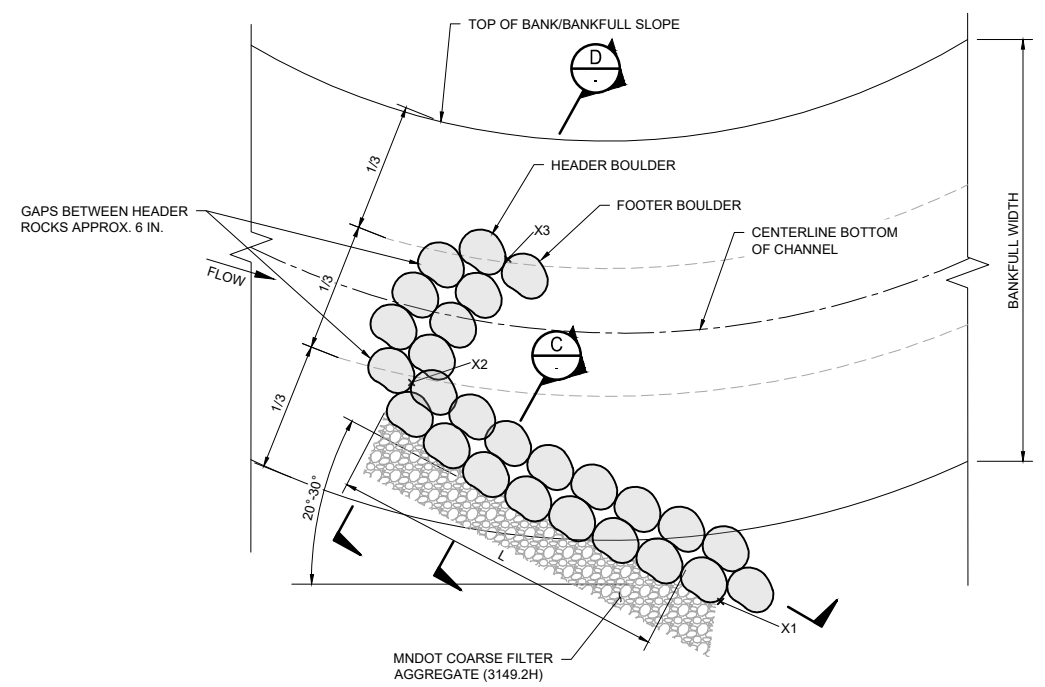 TOP OF BANK/BANKFULL SLOPE
D
-
HEADER BOULDER
1/3
FOOTER BOULDER
GAPS BETWEEN HEADER
ROCKS APPROX. 6 IN.
X3
CENTERLINE BOTTOM
OF CHANNEL
BANKFULL WIDTH
FLOW
1/3
C
-
X2
1/3
20°-30°
L
X1
MNDOT COARSE FILTER
AGGREGATE (3149.2H)